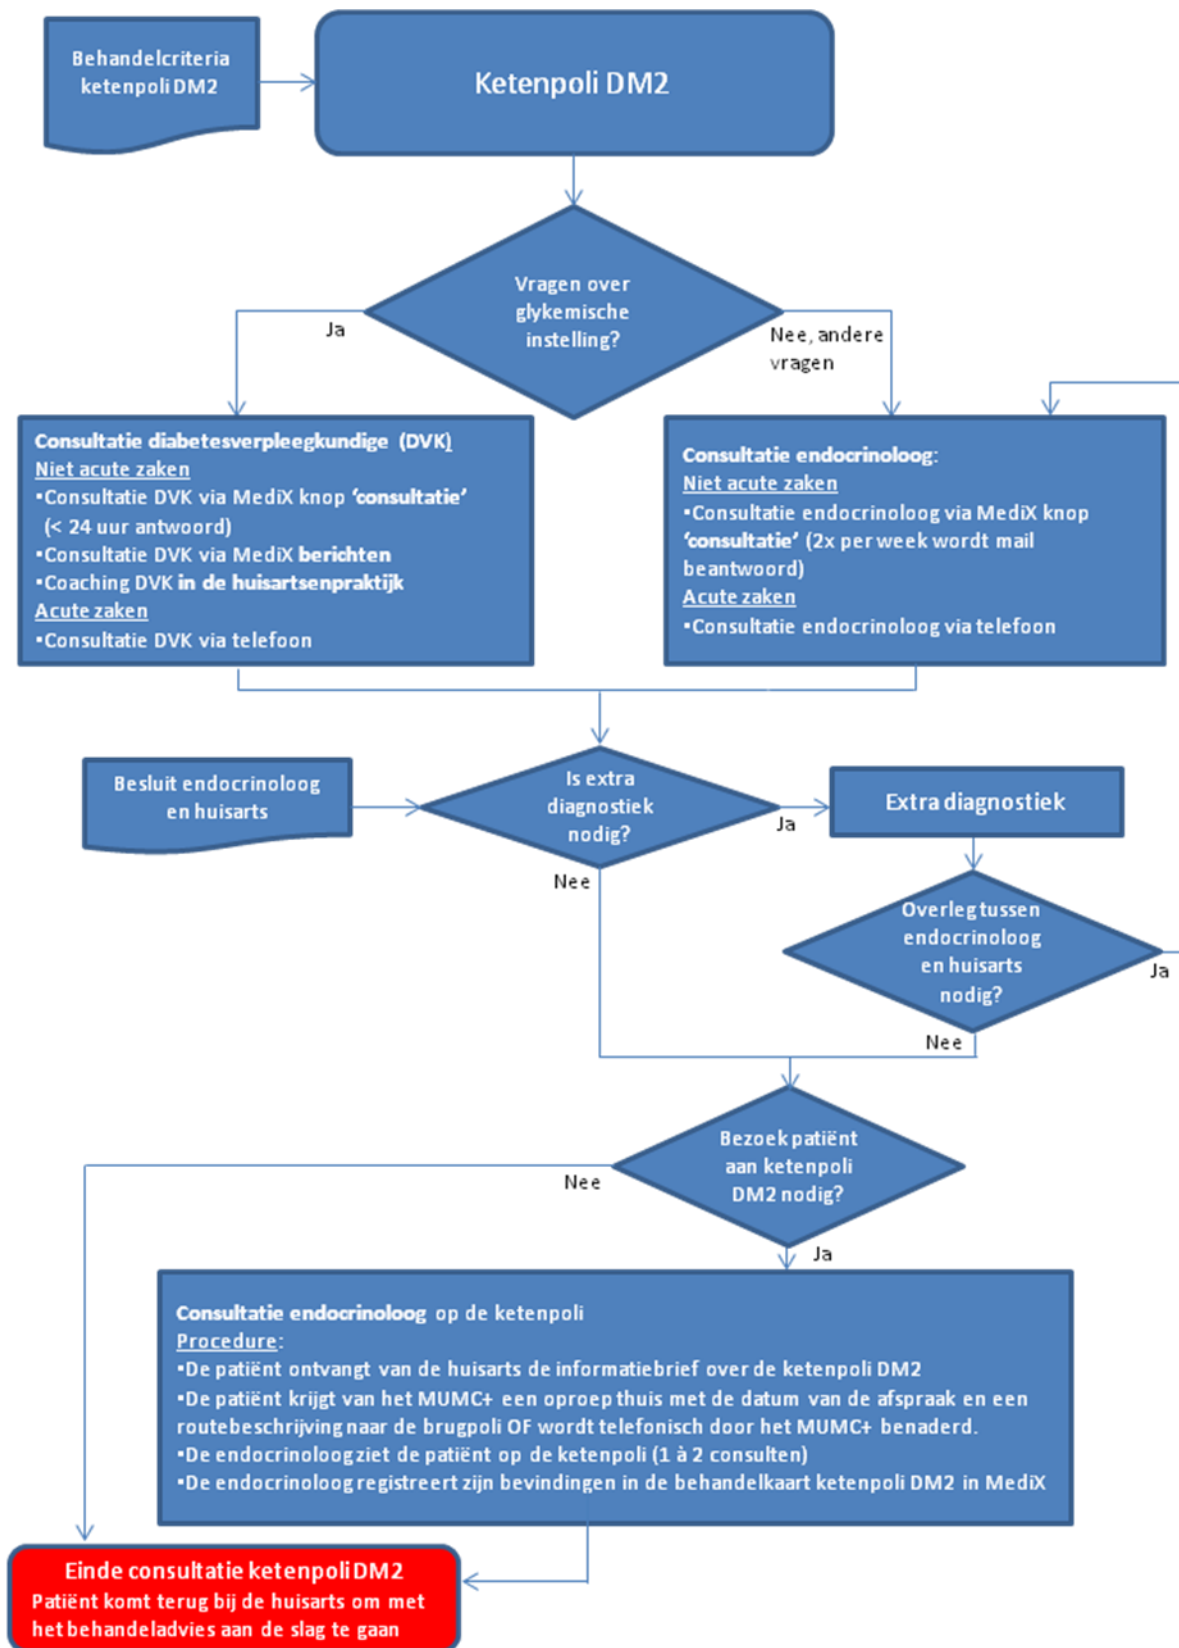 Behandelcriteria
ketenpoli DM2
Ketenpoli DM2
Vragen over
glykemische
instelling?
Ja
Nee, andere
vragen
Consultatie diabetesverpleegkundige (DVK)
Niet acute zaken
▪Consultatie DVK via MediX knop ‘consultatie’
(< 24 uur antwoord)
▪Consultatie DVK via MediX berichten
▪Coaching DVK in de huisartsenpraktijk
Acute zaken
▪Consultatie DVK via telefoon
Consultatie endocrinoloog:
Niet acute zaken
▪Consultatie endocrinoloog via MediX knop
‘consultatie’ (2x per week wordt mail
beantwoord)
Acute zaken
▪Consultatie endocrinoloog via telefoon
Besluit endocrinoloog
en huisarts
Is extra
diagnostiek
nodig?
Ja
Extra diagnostiek
Nee
Overleg tussen
endocrinoloog
en huisarts
nodig?
Ja
Nee
Bezoek patiënt
aan ketenpoli
DM2 nodig?
Nee
Ja
Consultatie endocrinoloog op de ketenpoli
Procedure:
▪De patiënt ontvangt van de huisarts de informatiebrief over de ketenpoli DM2
▪De patiënt krijgt van het MUMC+ een oproep thuis met de datum van de afspraak en een
routebeschrijving naar de brugpoli OF wordt telefonisch door het MUMC+ benaderd.
▪De endocrinoloog ziet de patiënt op de ketenpoli (1 à 2 consulten)
▪De endocrinoloog registreert zijn bevindingen in de behandelkaart ketenpoli DM2 in MediX
Einde consultatie ketenpoli DM2
Patiënt komt terug bij de huisarts om met
het behandeladvies aan de slag te gaan